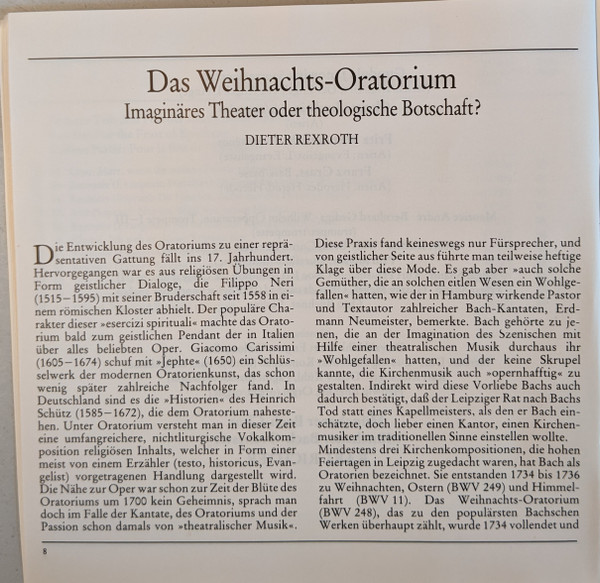 Das Weihnachts-Oratorium
Imaginäres Theater oder theologische Botschaft?
DIETER REXROTH
Die Entwicklung des Oratoriums zu einer reprä-
sentativen Gattung fällt ins 17. Jahrhundert.
Hervorgegangen war es aus religiösen Übungen in
Form geistlicher Dialoge, die Filippo Neri
(1515–1595) mit seiner Bruderschaft seit 1558 in ei-
nem römischen Kloster abhielt. Der populäre Cha-
rakter dieser »esercizi spirituali« machte das Orato-
rium bald zum geistlichen Pendant der in Italien
über alles beliebten Oper. Giacomo Carissimi
(1605–1674) schuf mit »Jephte« (1650) ein Schlüs-
selwerk der modernen Oratorienkunst, das schon
wenig später zahlreiche Nachfolger fand. In
Deutschland sind es die »Historien« des Heinrich
Schütz (1585–1672), die dem Oratorium naheste-
hen. Unter Oratorium versteht man in dieser Zeit
eine umfangreichere, nichtliturgische Vokalkom-
position religiösen Inhalts, welcher in Form einer
meist von einem Erzähler (testo, historicus, Evan-
gelist) vorgetragenen Handlung dargestellt wird.
Die Nähe zur Oper war schon zur Zeit der Blüte des
Oratoriums um 1700 kein Geheimnis, sprach man
doch im Falle der Kantate, des Oratoriums und der
Passion schon damals von »theatralischer Musik«.
Diese Praxis fand keineswegs nur Fürsprecher, und
von geistlicher Seite aus führte man teilweise heftige
Klage über diese Mode. Es gab aber »auch solche
Gemüther, die an solchen eitlen Wesen ein Wohlge-
fallen« hatten, wie der in Hamburg wirkende Pastor
und Textautor zahlreicher Bach-Kantaten, Erd-
mann Neumeister, bemerkte. Bach gehörte zu je-
nen, die an der Imagination des Szenischen mit
Hilfe einer theatralischen Musik durchaus ihr
»Wohlgefallen« hatten, und der keine Skrupel
kannte, die Kirchenmusik auch »opernhafftig« zu
gestalten. Indirekt wird diese Vorliebe Bachs auch
dadurch bestätigt, daß der Leipziger Rat nach Bachs
Tod statt eines Kapellmeisters, als den er Bach ein-
schätzte, doch lieber einen Kantor, einen Kirchen-
musiker im traditionellen Sinne einstellen wollte.
Mindestens drei Kirchenkompositionen, die hohen
Feiertagen in Leipzig zugedacht waren, hat Bach als
Oratorien bezeichnet. Sie entstanden 1734 bis 1736
zu Weihnachten, Ostern (BWV 249) und Himmel-
fahrt (BWV 11). Das Weihnachts-Oratorium
(BWV 248), das zu den populärsten Bachschen
Werken überhaupt zählt, wurde 1734 vollendet und
8